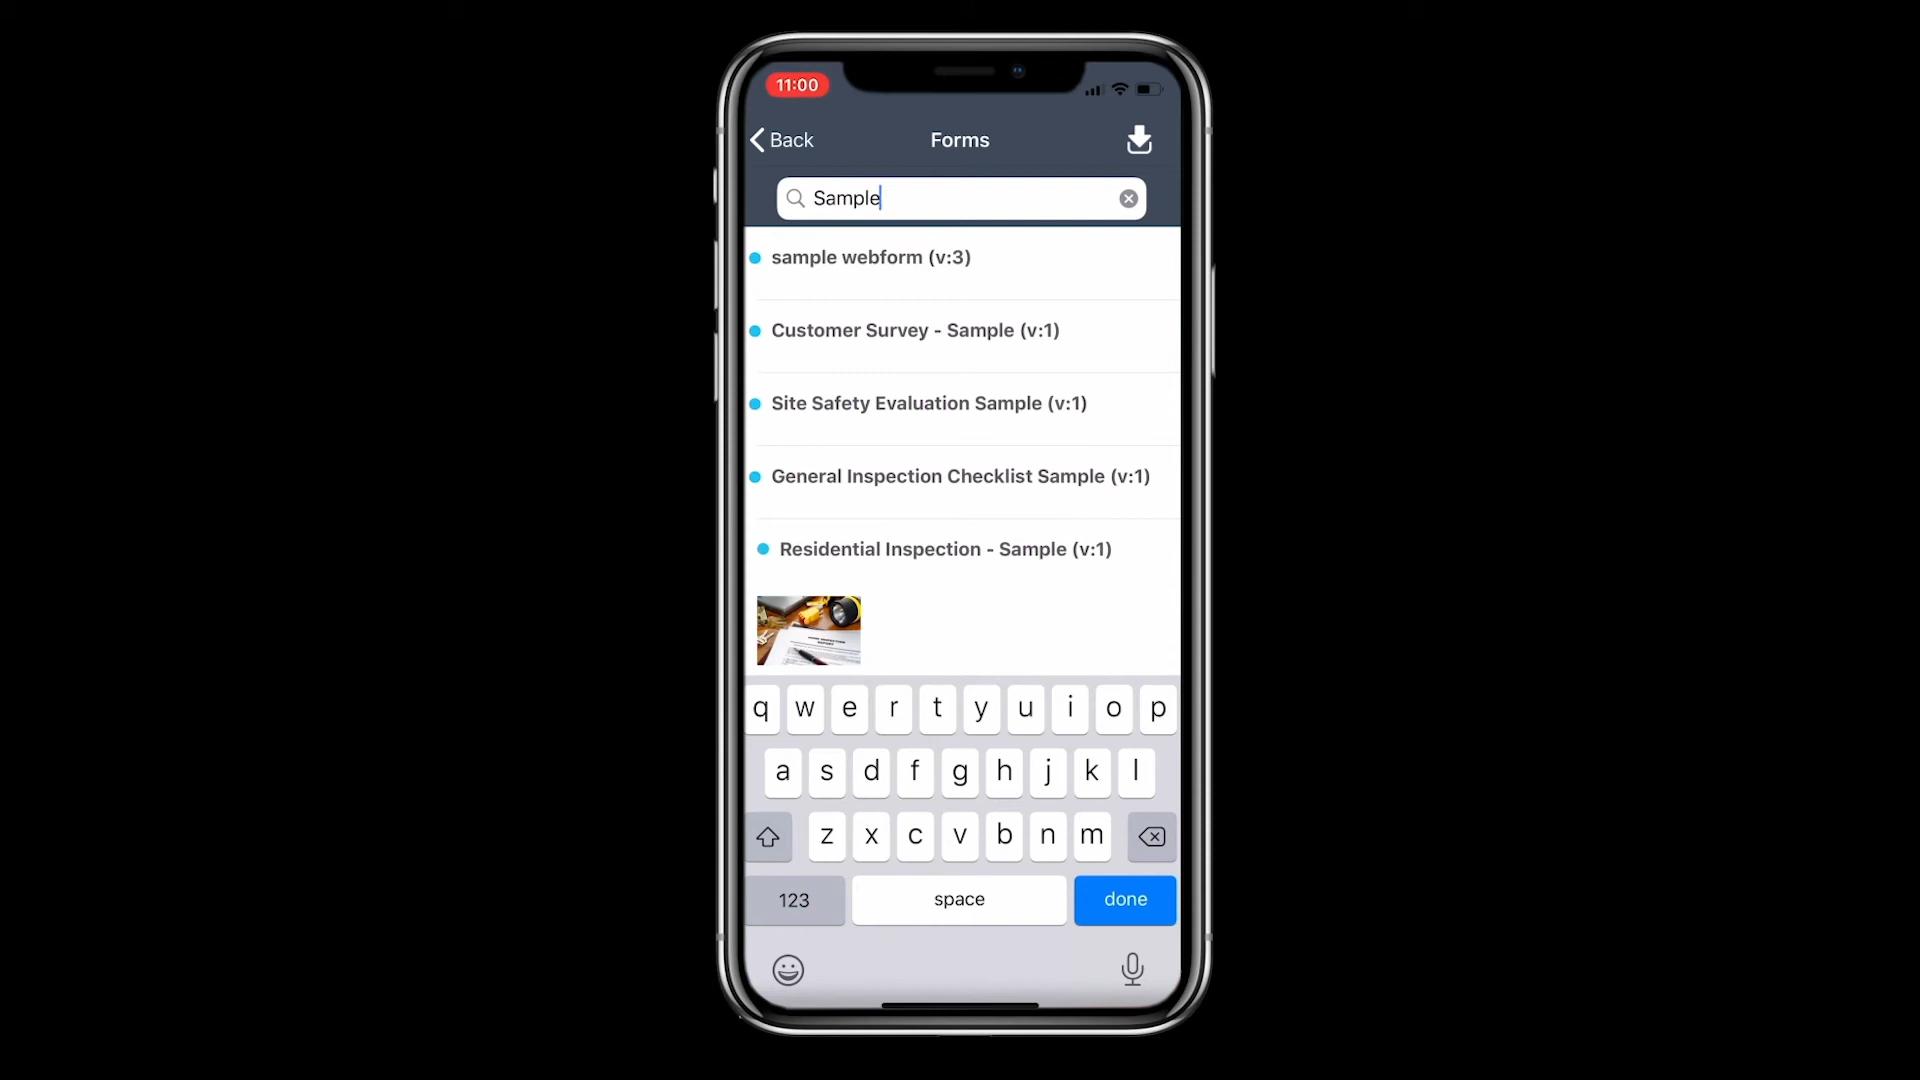 11:00
Back
Forms
Sample
sample webform (v:3)
Customer Survey - Sample (v:1)
Site Safety Evaluation Sample (v:1)
General Inspection Checklist Sample (v:1)
Residential Inspection - Sample (v:1)
q w e r t y u i o p
a s d f g h j k l
z x c v b n m
123 space done